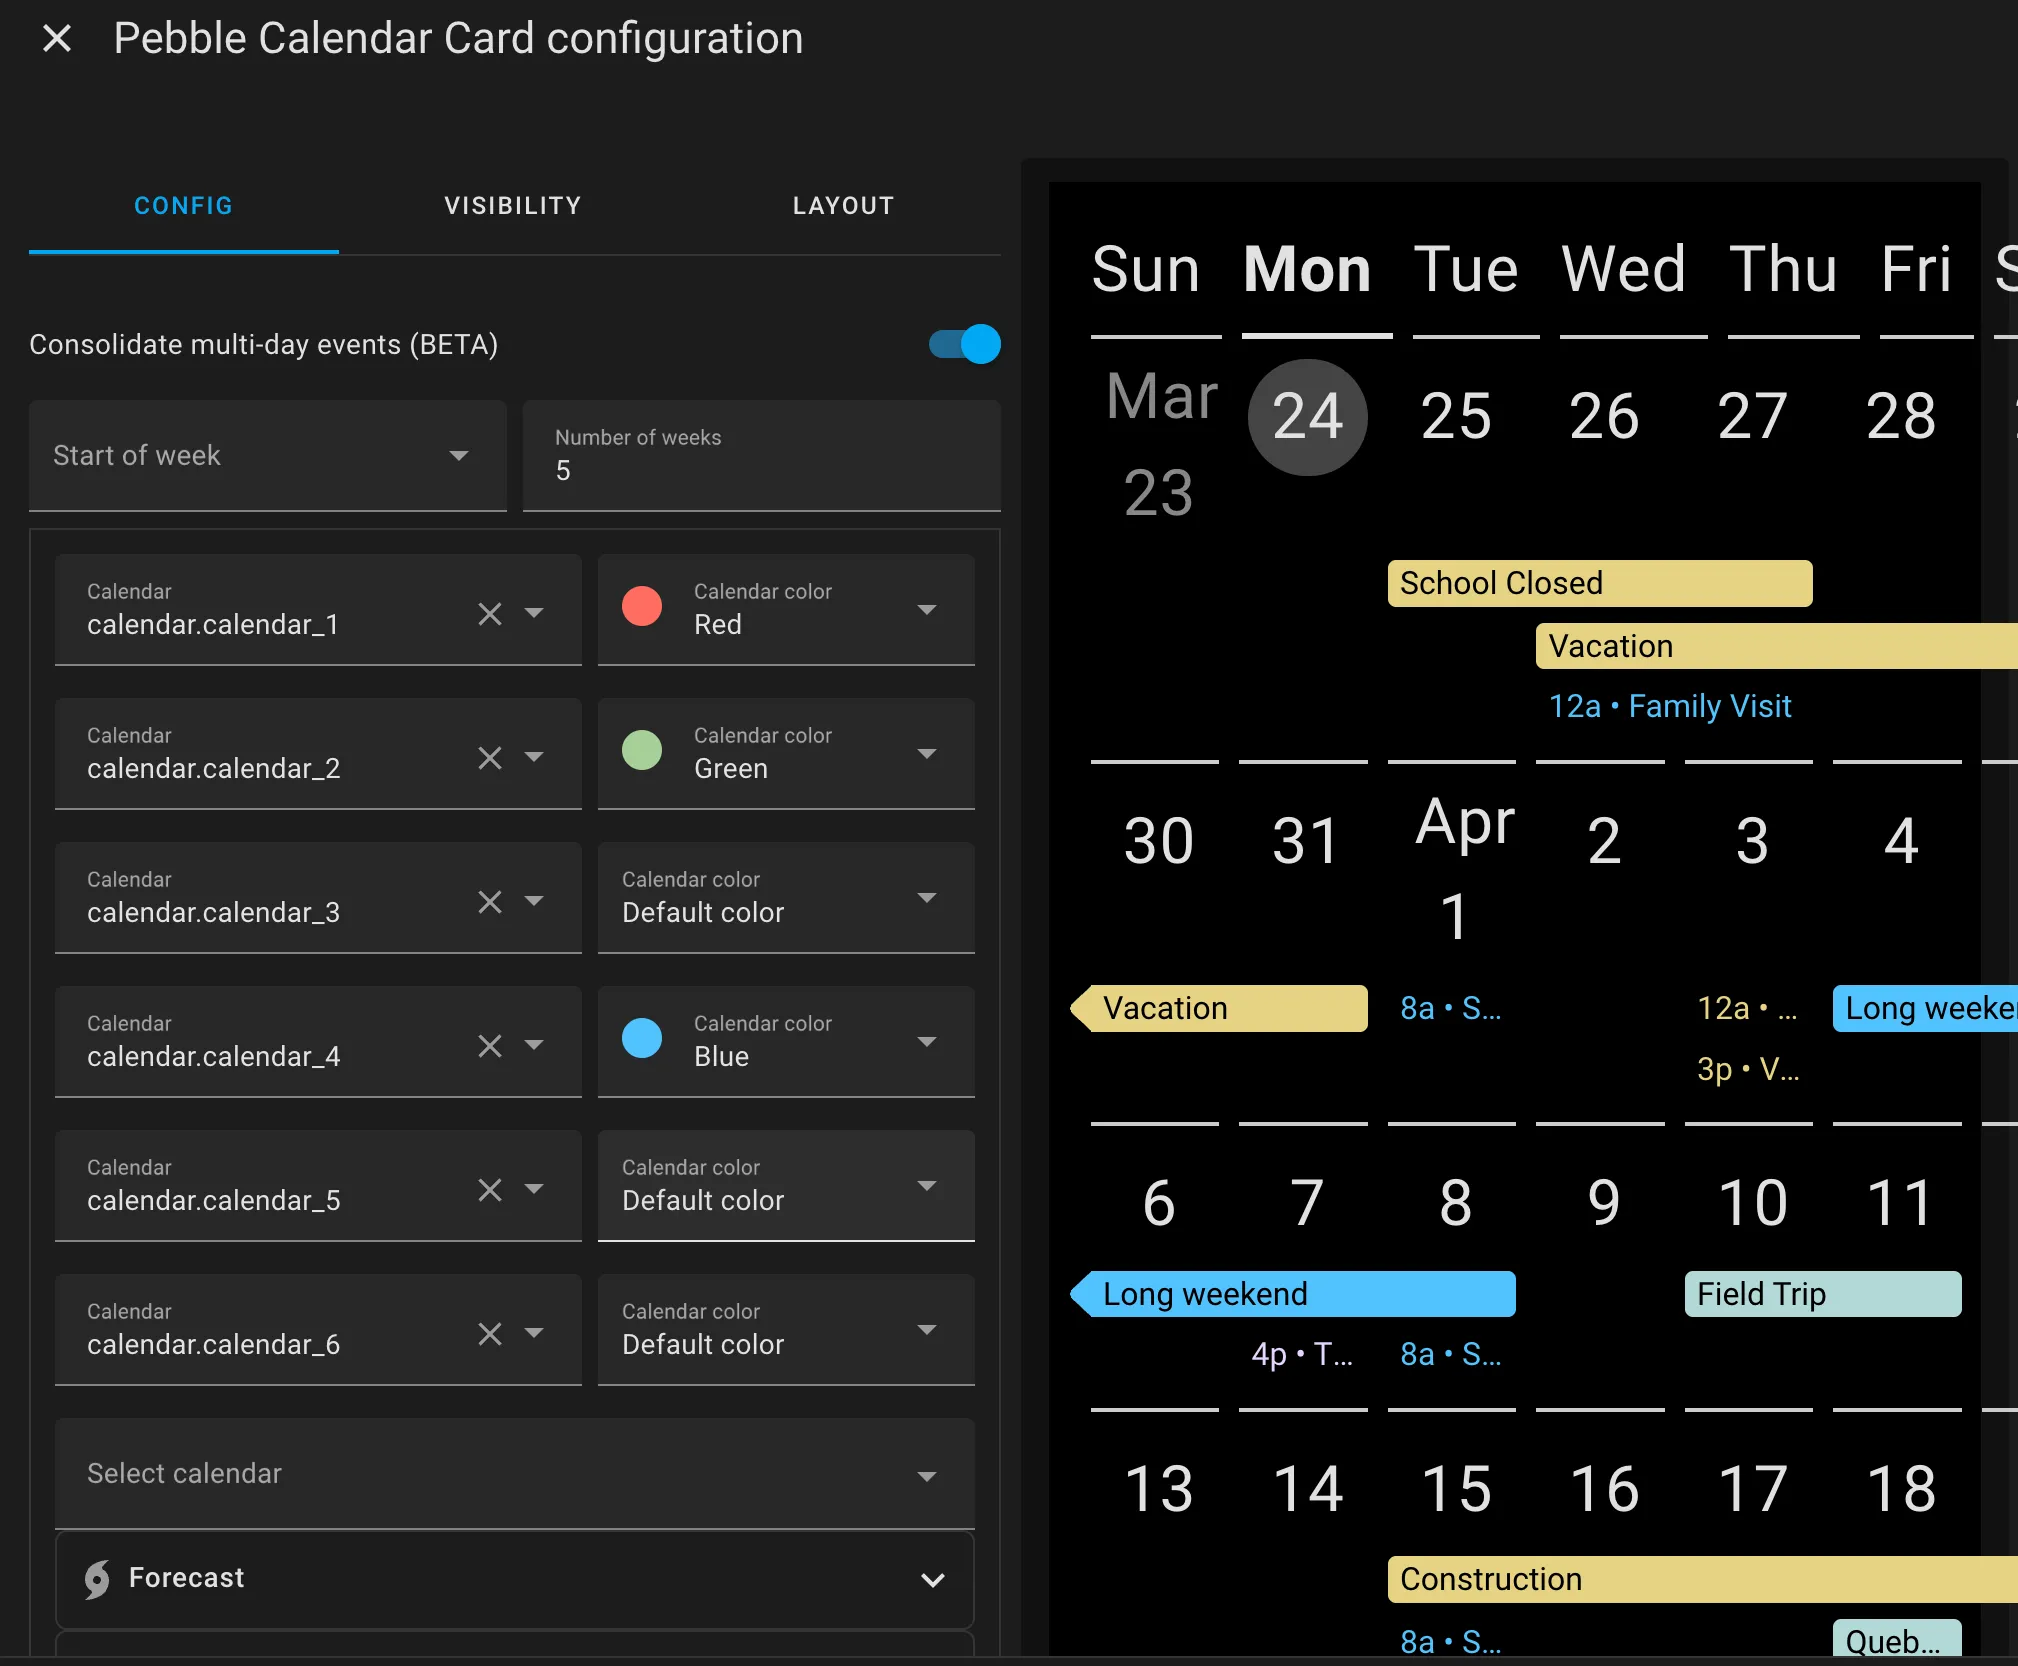 Pebble Calendar Card configuration
CONFIG VISIBILITY LAYOUT
Consolidate multi-day events (BETA)
Start of week
Number of weeks
5
Calendar
calendar.calendar_1
Calendar color
Red
Calendar
calendar.calendar_2
Calendar color
Green
Calendar
calendar.calendar_3
Calendar color
Default color
Calendar
calendar.calendar_4
Calendar color
Blue
Calendar
calendar.calendar_5
Calendar color
Default color
Calendar
calendar.calendar_6
Calendar color
Default color
Select calendar
Forecast
Sun Mon Tue Wed Thu Fri
Mar
23 24 25 26 27 28
School Closed
Vacation
12a • Family Visit
30 31 Apr 1 2 3 4
Vacation 8a • S... 12a • ... Long weeke
3p • V...
6 7 8 9 10 11
Long weekend Field Trip
4p • T... 8a • S...
13 14 15 16 17 18
Construction
8a • S... Queb...